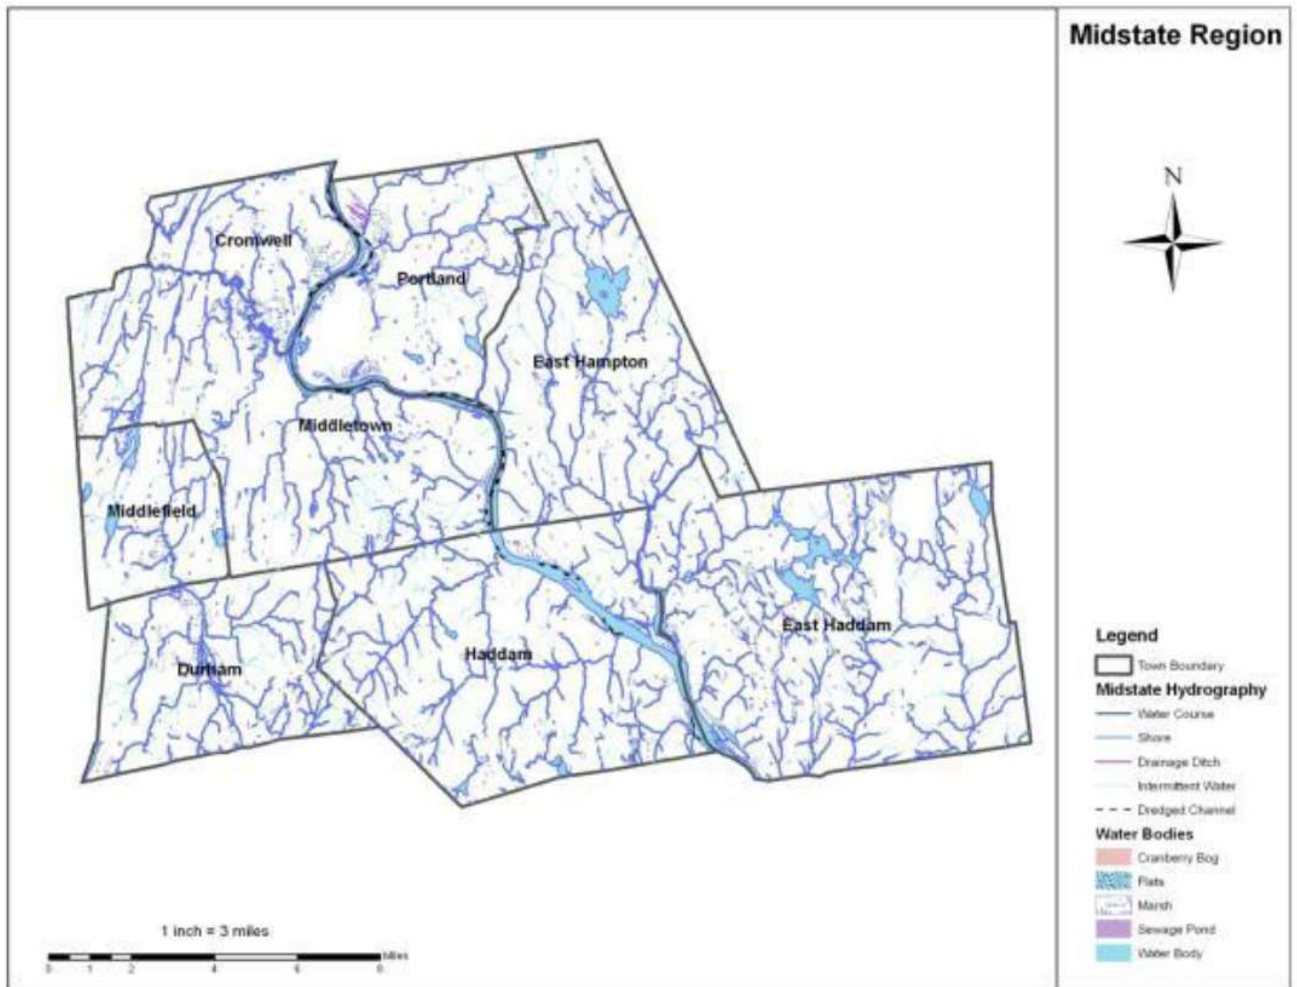 Midstate Region
N
Cromwell
Portland
East Hampton
Middletown
Middlefield
East Haddam
Haddam
Durham
Legend
Town Boundary
Midstate Hydrography
Water Course
Shore
Drainage Ditch
Intermittent Water
Dredged Channel
Water Bodies
Cranberry Bog
Flats
Marsh
Sewage Pond
Water Body
1 inch = 3 miles
Miles
0 1 2 4 6 8